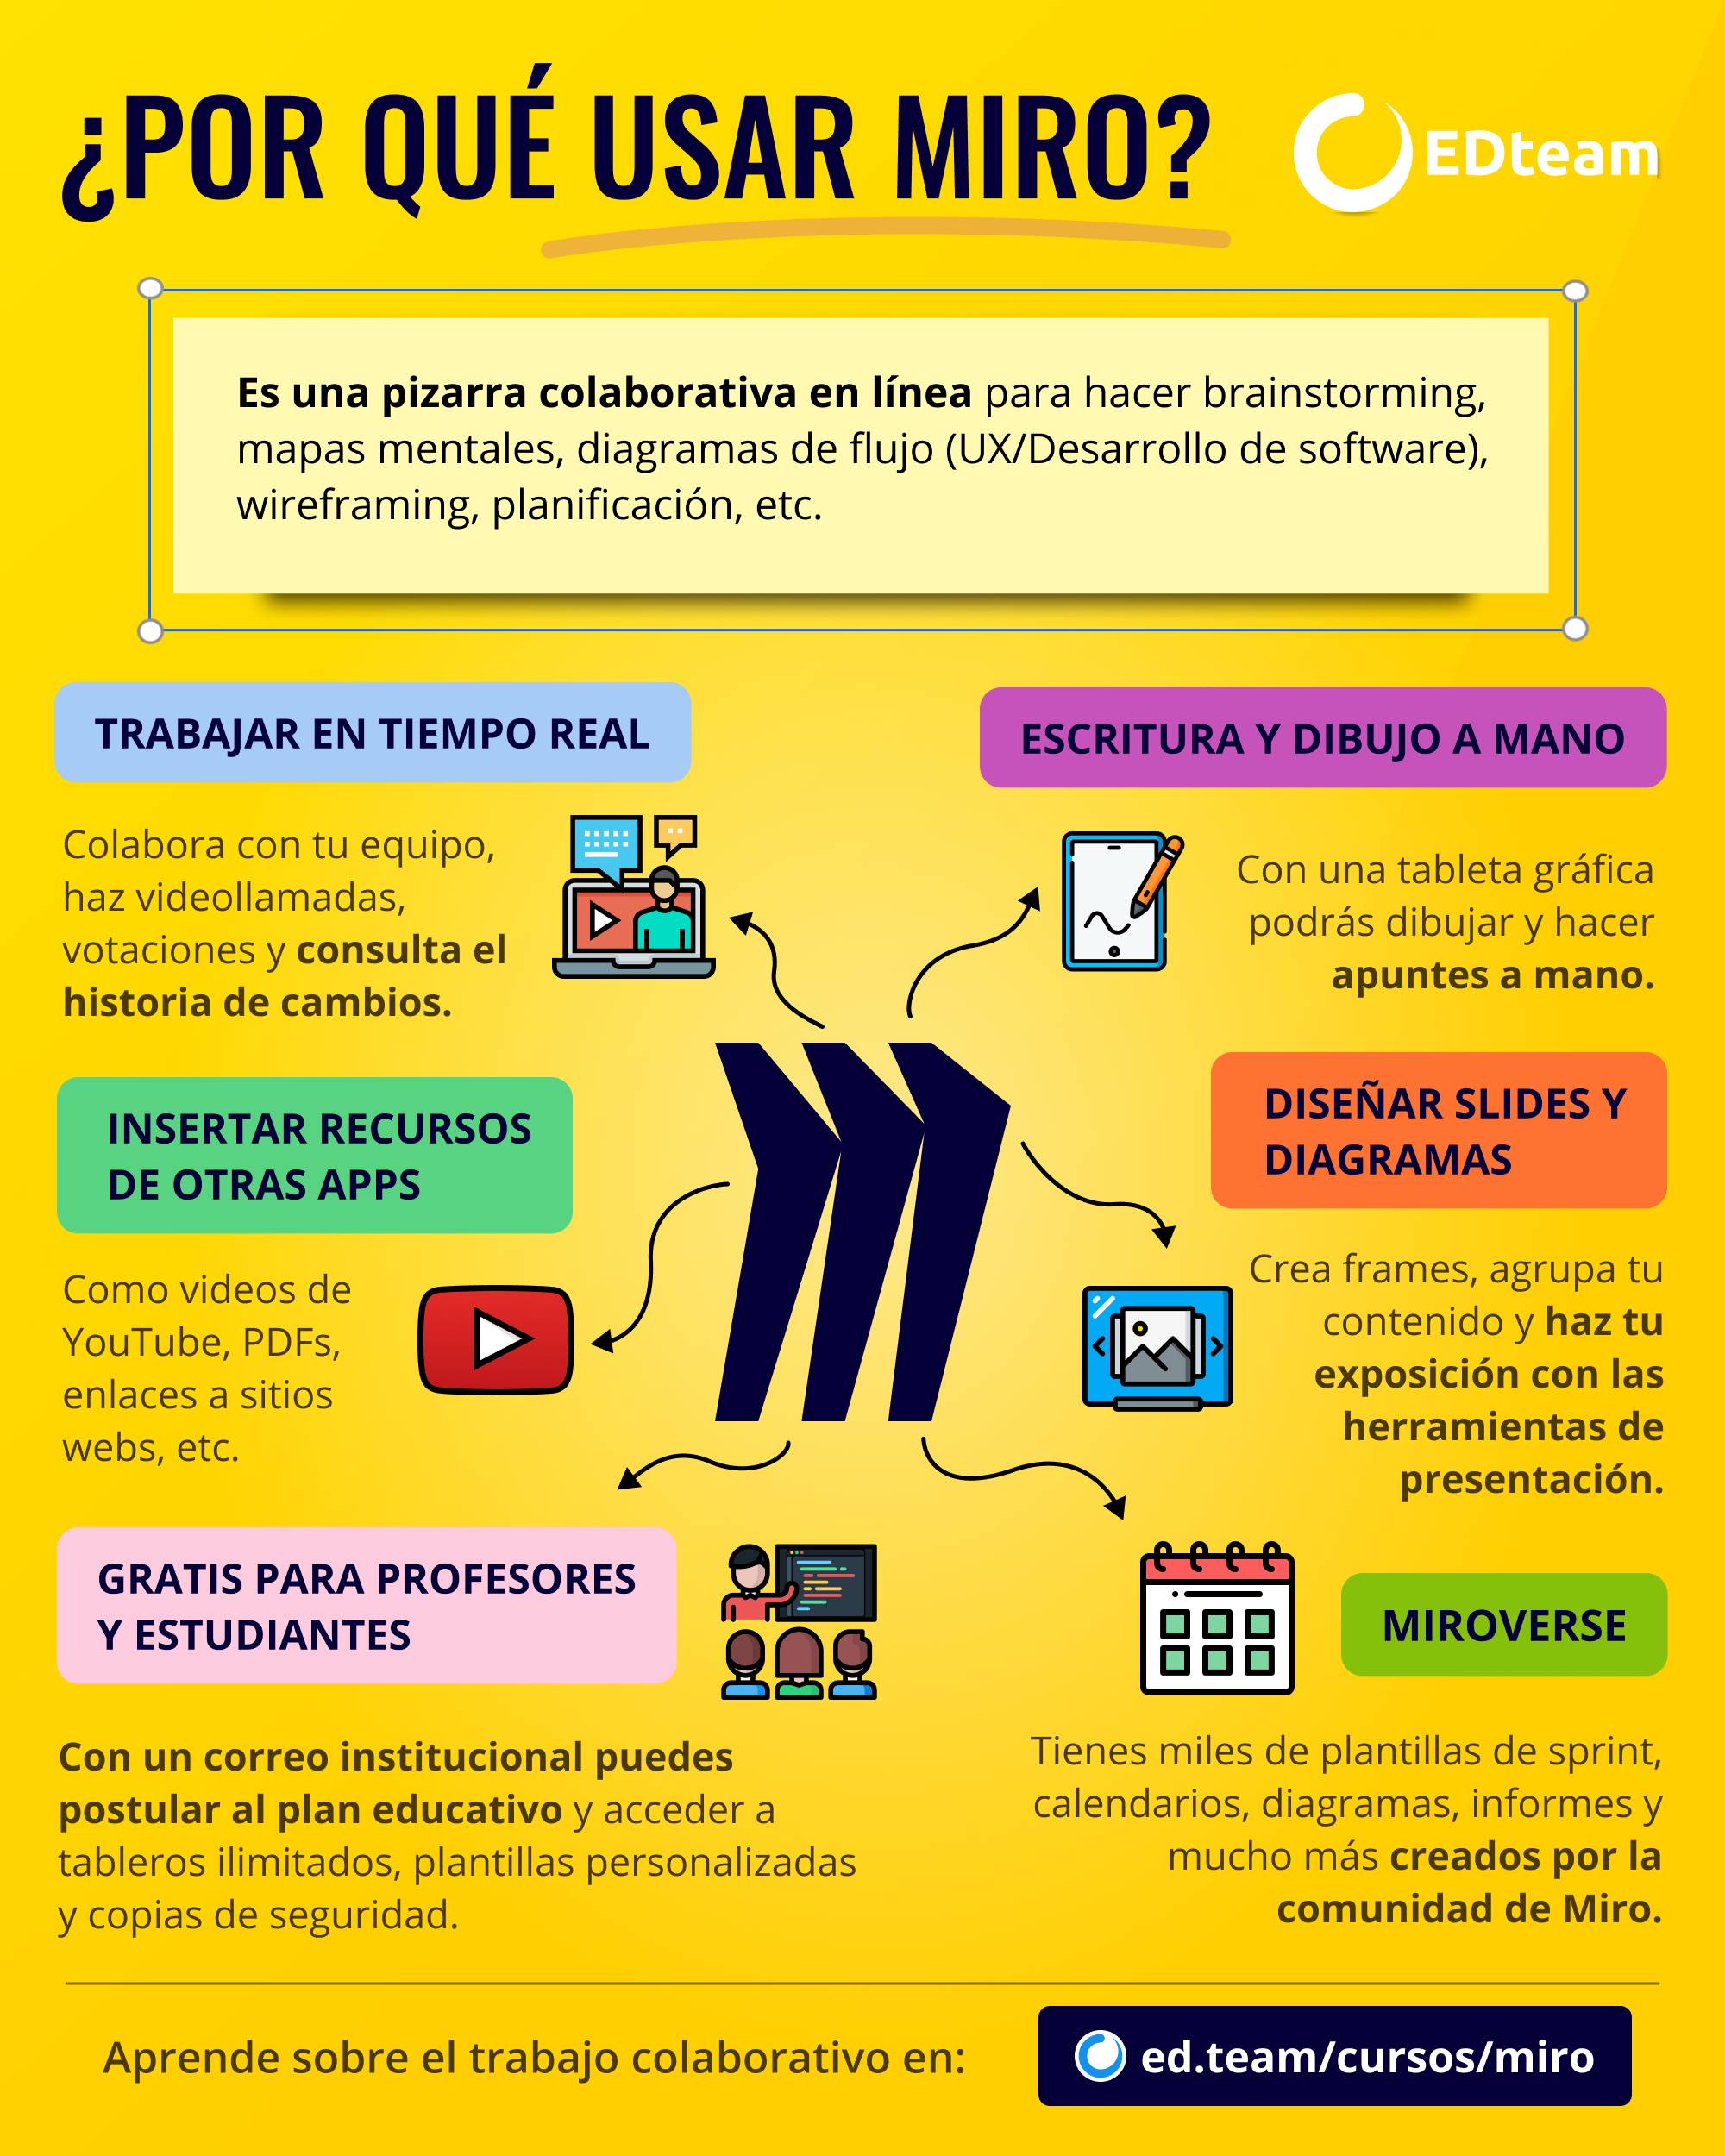 ¿POR QUÉ USAR MIRO?
EDteam
Es una pizarra colaborativa en línea para hacer brainstorming,
mapas mentales, diagramas de flujo (UX/Desarrollo de software),
wireframing, planificación, etc.
TRABAJAR EN TIEMPO REAL
Colabora con tu equipo,
haz videollamadas,
votaciones y consulta el
historia de cambios.
ESCRITURA Y DIBUJO A MANO
Con una tableta gráfica
podrás dibujar y hacer
apuntes a mano.
INSERTAR RECURSOS
DE OTRAS APPS
Como videos de
YouTube, PDFs,
enlaces a sitios
webs, etc.
DISEÑAR SLIDES Y
DIAGRAMAS
Crea frames, agrupa tu
contenido y haz tu
exposición con las
herramientas de
presentación.
GRATIS PARA PROFESORES
Y ESTUDIANTES
Con un correo institucional puedes
postular al plan educativo y acceder a
tableros ilimitados, plantillas personalizadas
y copias de seguridad.
MIROVERSE
Tienes miles de plantillas de sprint,
calendarios, diagramas, informes y
mucho más creados por la
comunidad de Miro.
Aprende sobre el trabajo colaborativo en:
ed.team/cursos/miro